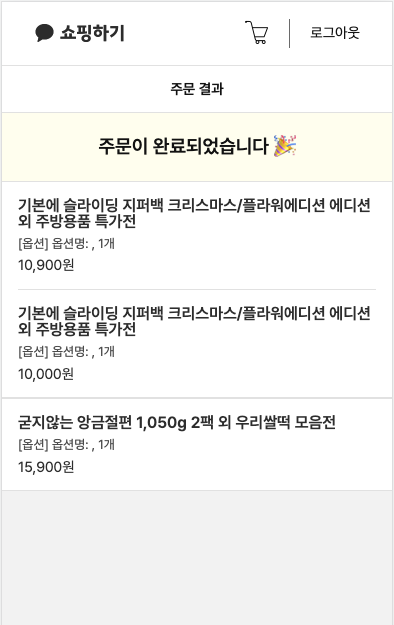 쇼핑하기
로그아웃
주문 결과
주문이 완료되었습니다 🎉
기본에 슬라이딩 지퍼백 크리스마스/플라워에디션 에디션
외 주방용품 특가전
[옵션] 옵션명: , 1개
10,900원
기본에 슬라이딩 지퍼백 크리스마스/플라워에디션 에디션
외 주방용품 특가전
[옵션] 옵션명: , 1개
10,000원
굳지않는 앙금절편 1,050g 2팩 외 우리쌀떡 모음전
[옵션] 옵션명: , 1개
15,900원